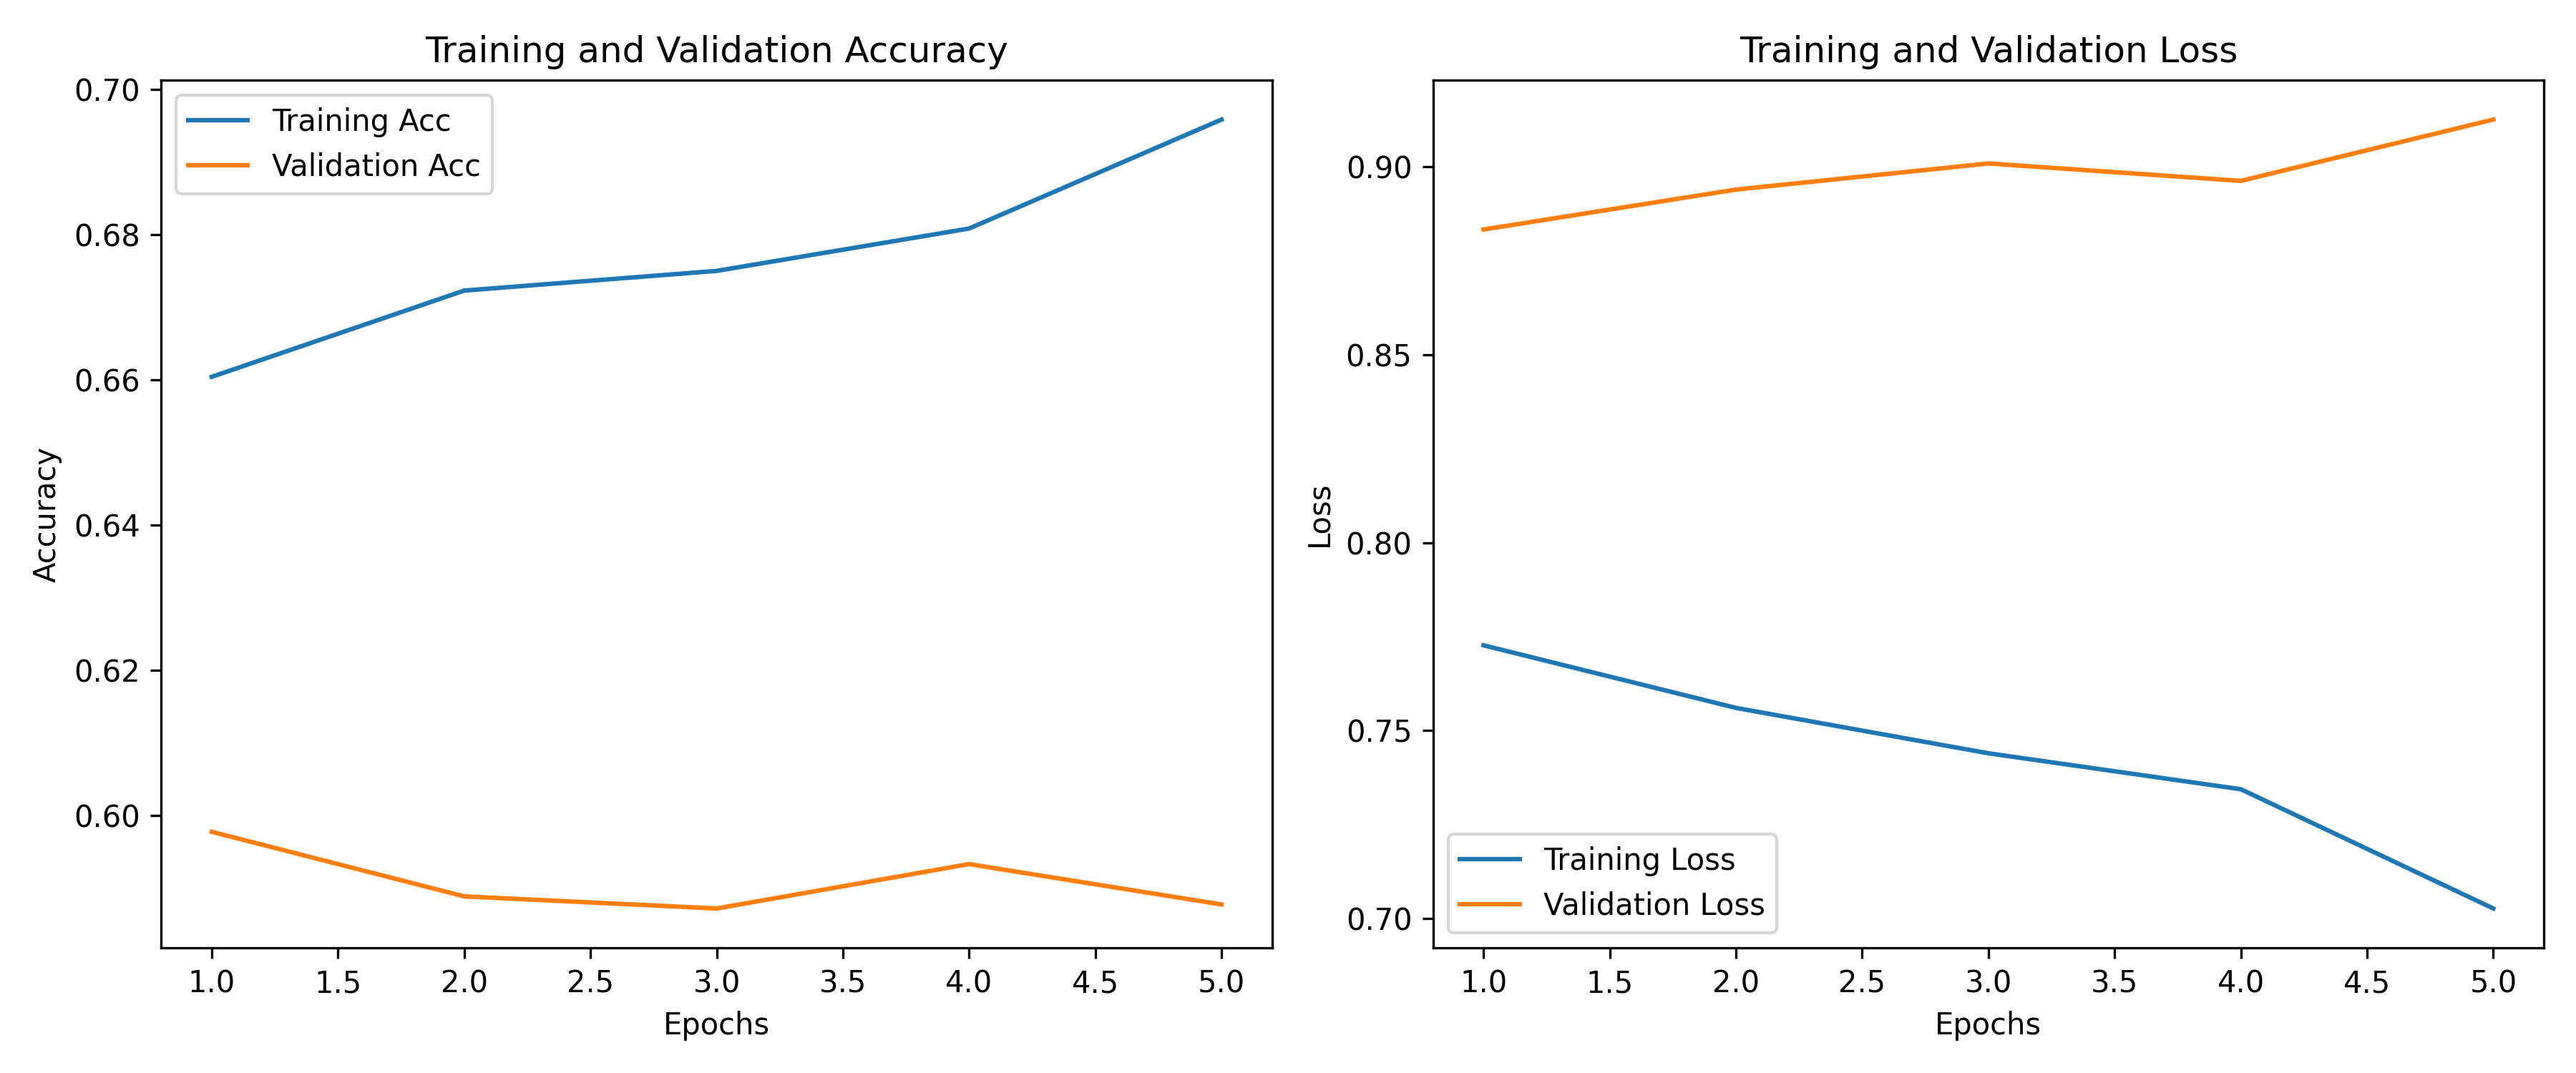 Training and Validation Accuracy
0.70
0.68
0.66
0.64
0.62
0.60
Accuracy
Training Acc
Validation Acc
1.0 1.5 2.0 2.5 3.0 3.5 4.0 4.5 5.0
Epochs
Training and Validation Loss
0.90
0.85
0.80
0.75
0.70
Loss
Training Loss
Validation Loss
1.0 1.5 2.0 2.5 3.0 3.5 4.0 4.5 5.0
Epochs